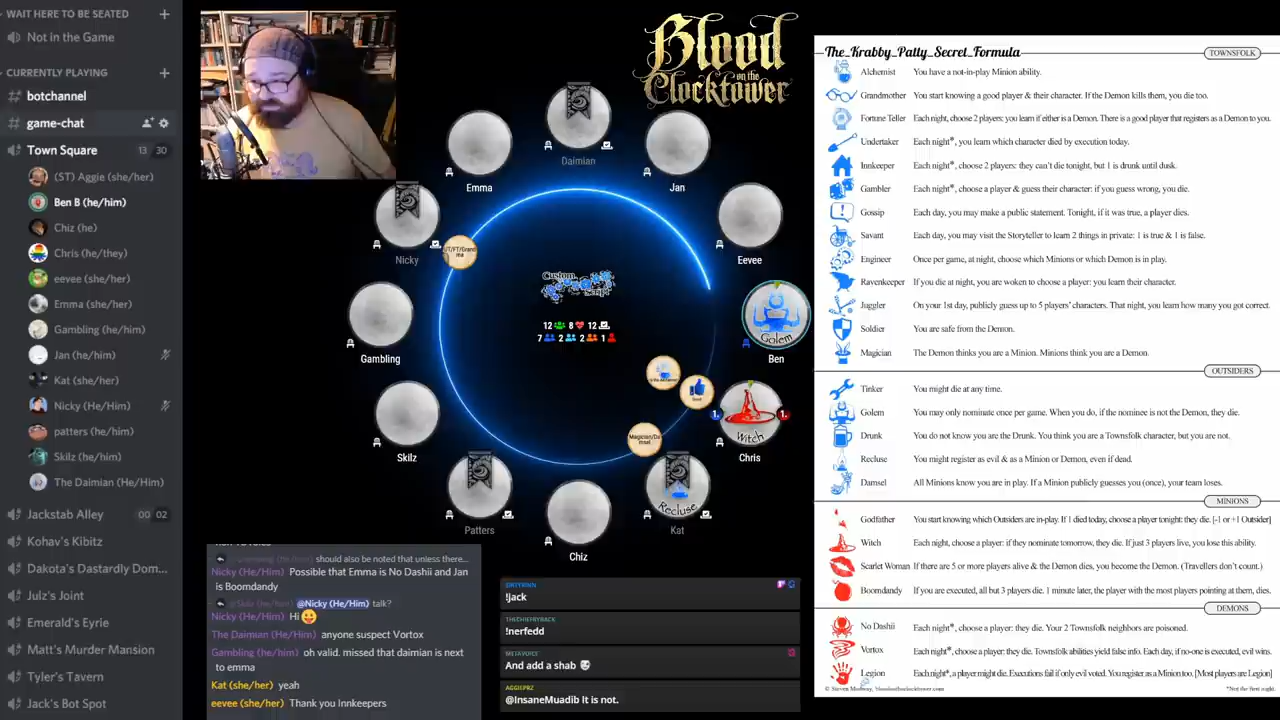 WAIT HERE TO BE SEATED
Not in the Game
CURRENTLY PLAYING
botchannel
game-chat
Town Square 13 30
(ST) Aggie (she/her)
Ben B (he/him)
Chiz (he)
Chris (he/they)
eevee (she/her)
Emma (she/her)
Gambling (he/him)
Jan (he/him)
Kat (she/her)
Nicky (He/Him)
patters (he/him)
Skilz (he/him)
The Daimian (He/Him)
Jackstab Alley 00 02
Kohav's Kibitz
Dakota's Dastardly Dom...
Julz's Joint
Emerald's Eyrie
Matt's Murder Mansion
Tyler's Tavern
Jack's Bot Spot
should also be noted that unless there...
Nicky (He/Him) Possible that Emma is No Dashii and Jan
is Boomdandy
@Nicky (He/Him) talk?
Nicky (He/Him) Hi 😛
The Daimian (He/Him) anyone suspect Vortox
Gambling (he/him) oh valid. missed that daimian is next
to emma
Kat (she/her) yeah
eevee (she/her) Thank you Innkeepers
Blood
on the
Clocktower
Daimian
Emma
Jan
Nicky
Eevee
Gambling
Golem
Ben
Skilz
Witch
Chris
Patters
Recluse
Kat
Chiz
Custom
Script
12 8 12
7 2 2 1
!jack
!nerfedd
And add a shab
AGGIEPRZ
@InsaneMuadib It is not.
The_Krabby_Patty_Secret_Formula
TOWNSFOLK
Alchemist You have a not-in-play Minion ability.
Grandmother You start knowing a good player & their character. If the Demon kills them, you die too.
Fortune Teller Each night, choose 2 players: you learn if either is a Demon. There is a good player that registers as a Demon to you.
Undertaker Each night*, you learn which character died by execution today.
Innkeeper Each night*, choose 2 players: they can't die tonight, but 1 is drunk until dusk.
Gambler Each night*, choose a player & guess their character: if you guess wrong, you die.
Gossip Each day, you may make a public statement. Tonight, if it was true, a player dies.
Savant Each day, you may visit the Storyteller to learn 2 things in private: 1 is true & 1 is false.
Engineer Once per game, at night, choose which Minions or which Demon is in play.
Ravenkeeper If you die at night, you are woken to choose a player: you learn their character.
Juggler On your 1st day, publicly guess up to 5 players' characters. That night, you learn how many you got correct.
Soldier You are safe from the Demon.
Magician The Demon thinks you are a Minion. Minions think you are a Demon.
OUTSIDERS
Tinker You might die at any time.
Golem You may only nominate once per game. When you do, if the nominee is not the Demon, they die.
Drunk You do not know you are the Drunk. You think you are a Townsfolk character, but you are not.
Recluse You might register as evil & as a Minion or Demon, even if dead.
Damsel All Minions know you are in play. If a Minion publicly guesses you (once), your team loses.
MINIONS
Godfather You start knowing which Outsiders are in-play. If 1 died today, choose a player tonight: they die. [-1 or +1 Outsider]
Witch Each night, choose a player: if they nominate tomorrow, they die. If just 3 players live, you lose this ability.
Scarlet Woman If there are 5 or more players alive & the Demon dies, you become the Demon. (Travellers don't count.)
Boomdandy If you are executed, all but 3 players die. 1 minute later, the player with the most players pointing at them, dies.
DEMONS
No Dashii Each night*, choose a player: they die. Your 2 Townsfolk neighbors are poisoned.
Vortox Each night*, choose a player: they die. Townsfolk abilities yield false info. Each day, if no-one is executed, evil wins.
Legion Each night*, a player might die. Executions fail if only evil voted. You register as a Minion too. [Most players are Legion]
© Steven Medway, bloodontheclocktower.com
*Not the first night.